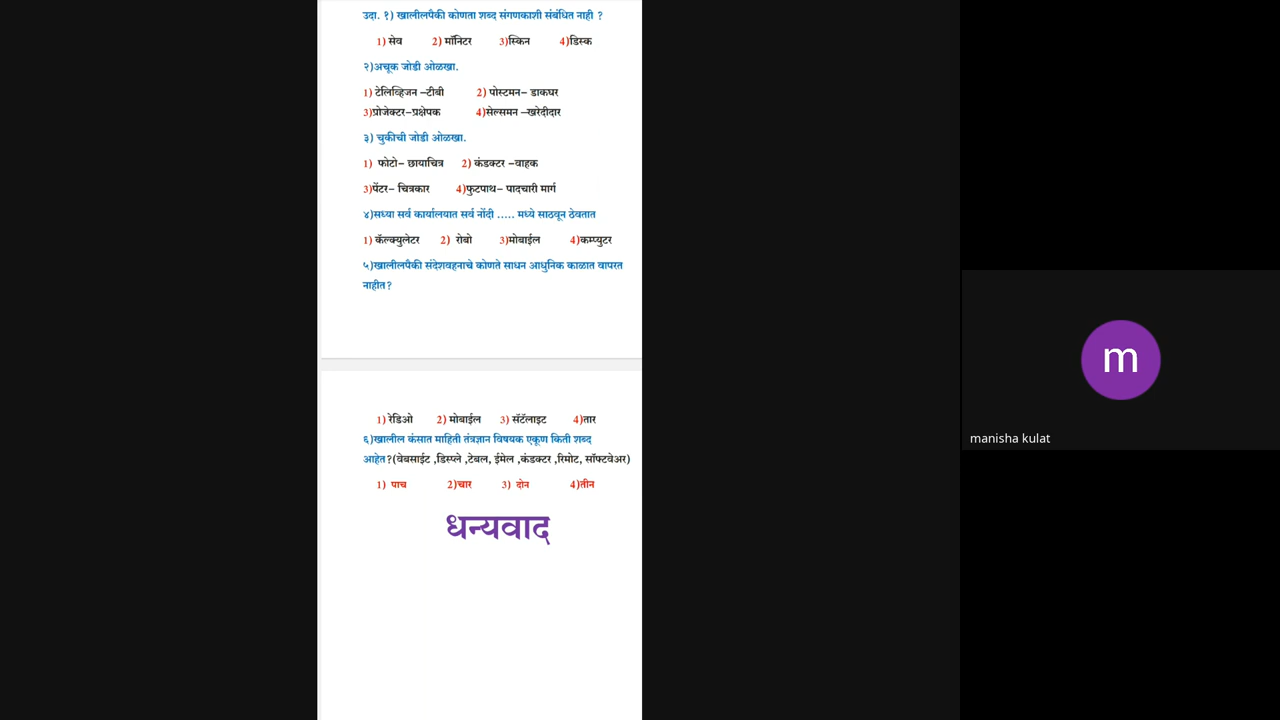 उदा. १) खालीलपैकी कोणता शब्द संगणकाशी संबंधित नाही ?
1) सेव 2) मॉनिटर 3)स्किन 4)डिस्क
२)अचूक जोडी ओळखा.
1) टेलिव्हिजन –टीबी 2) पोस्टमन– डाकघर
3)प्रोजेक्टर–प्रक्षेपक 4)सेल्समन –खरेदीदार
३) चुकीची जोडी ओळखा.
1) फोटो– छायाचित्र 2) कंडक्टर –वाहक
3)पेंटर– चित्रकार 4)फुटपाथ– पादचारी मार्ग
४)सध्या सर्व कार्यालयात सर्व नोंदी ..... मध्ये साठवून ठेवतात
1) कॅल्क्युलेटर 2) रोबो 3)मोबाईल 4)कम्प्युटर
५)खालीलपैकी संदेशवहनाचे कोणते साधन आधुनिक काळात वापरत
नाहीत?
1) रेडिओ 2) मोबाईल 3) सॅटॅलाइट 4)तार
६)खालील कंसात माहिती तंत्रज्ञान विषयक एकूण किती शब्द
आहेत?(वेबसाईट ,डिस्प्ले ,टेबल, ईमेल ,कंडक्टर ,रिमोट, सॉफ्टवेअर)
1) पाच 2)चार 3) दोन 4)तीन
धन्यवाद
m
manisha kulat